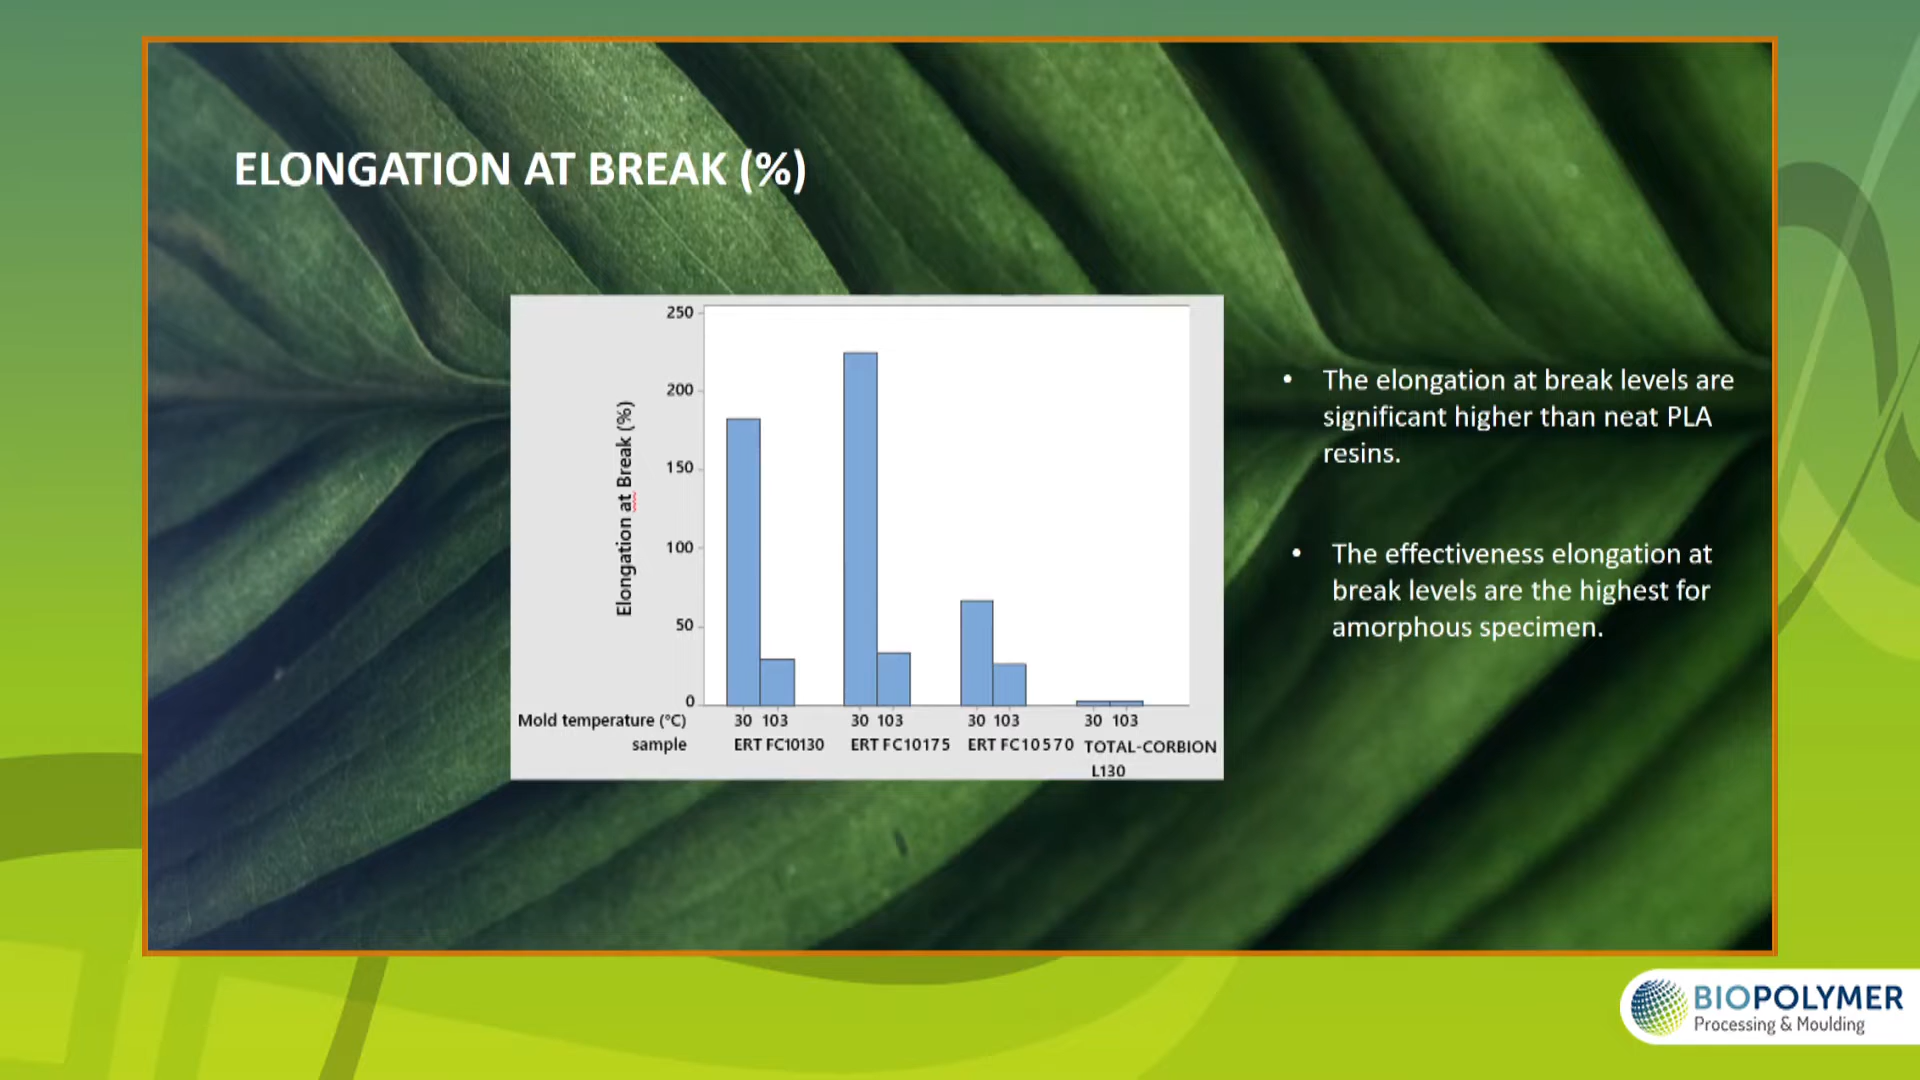 ELONGATION AT BREAK (%)
250
200
150
100
50
0
Elongation at Break (%)
Mold temperature (°C) 30 103 30 103 30 103 30 103
sample ERT FC10130 ERT FC10175 ERT FC10570 TOTAL-CORBION
L130
• The elongation at break levels are
significant higher than neat PLA
resins.
• The effectiveness elongation at
break levels are the highest for
amorphous specimen.
BIOPOLYMER
Processing & Moulding